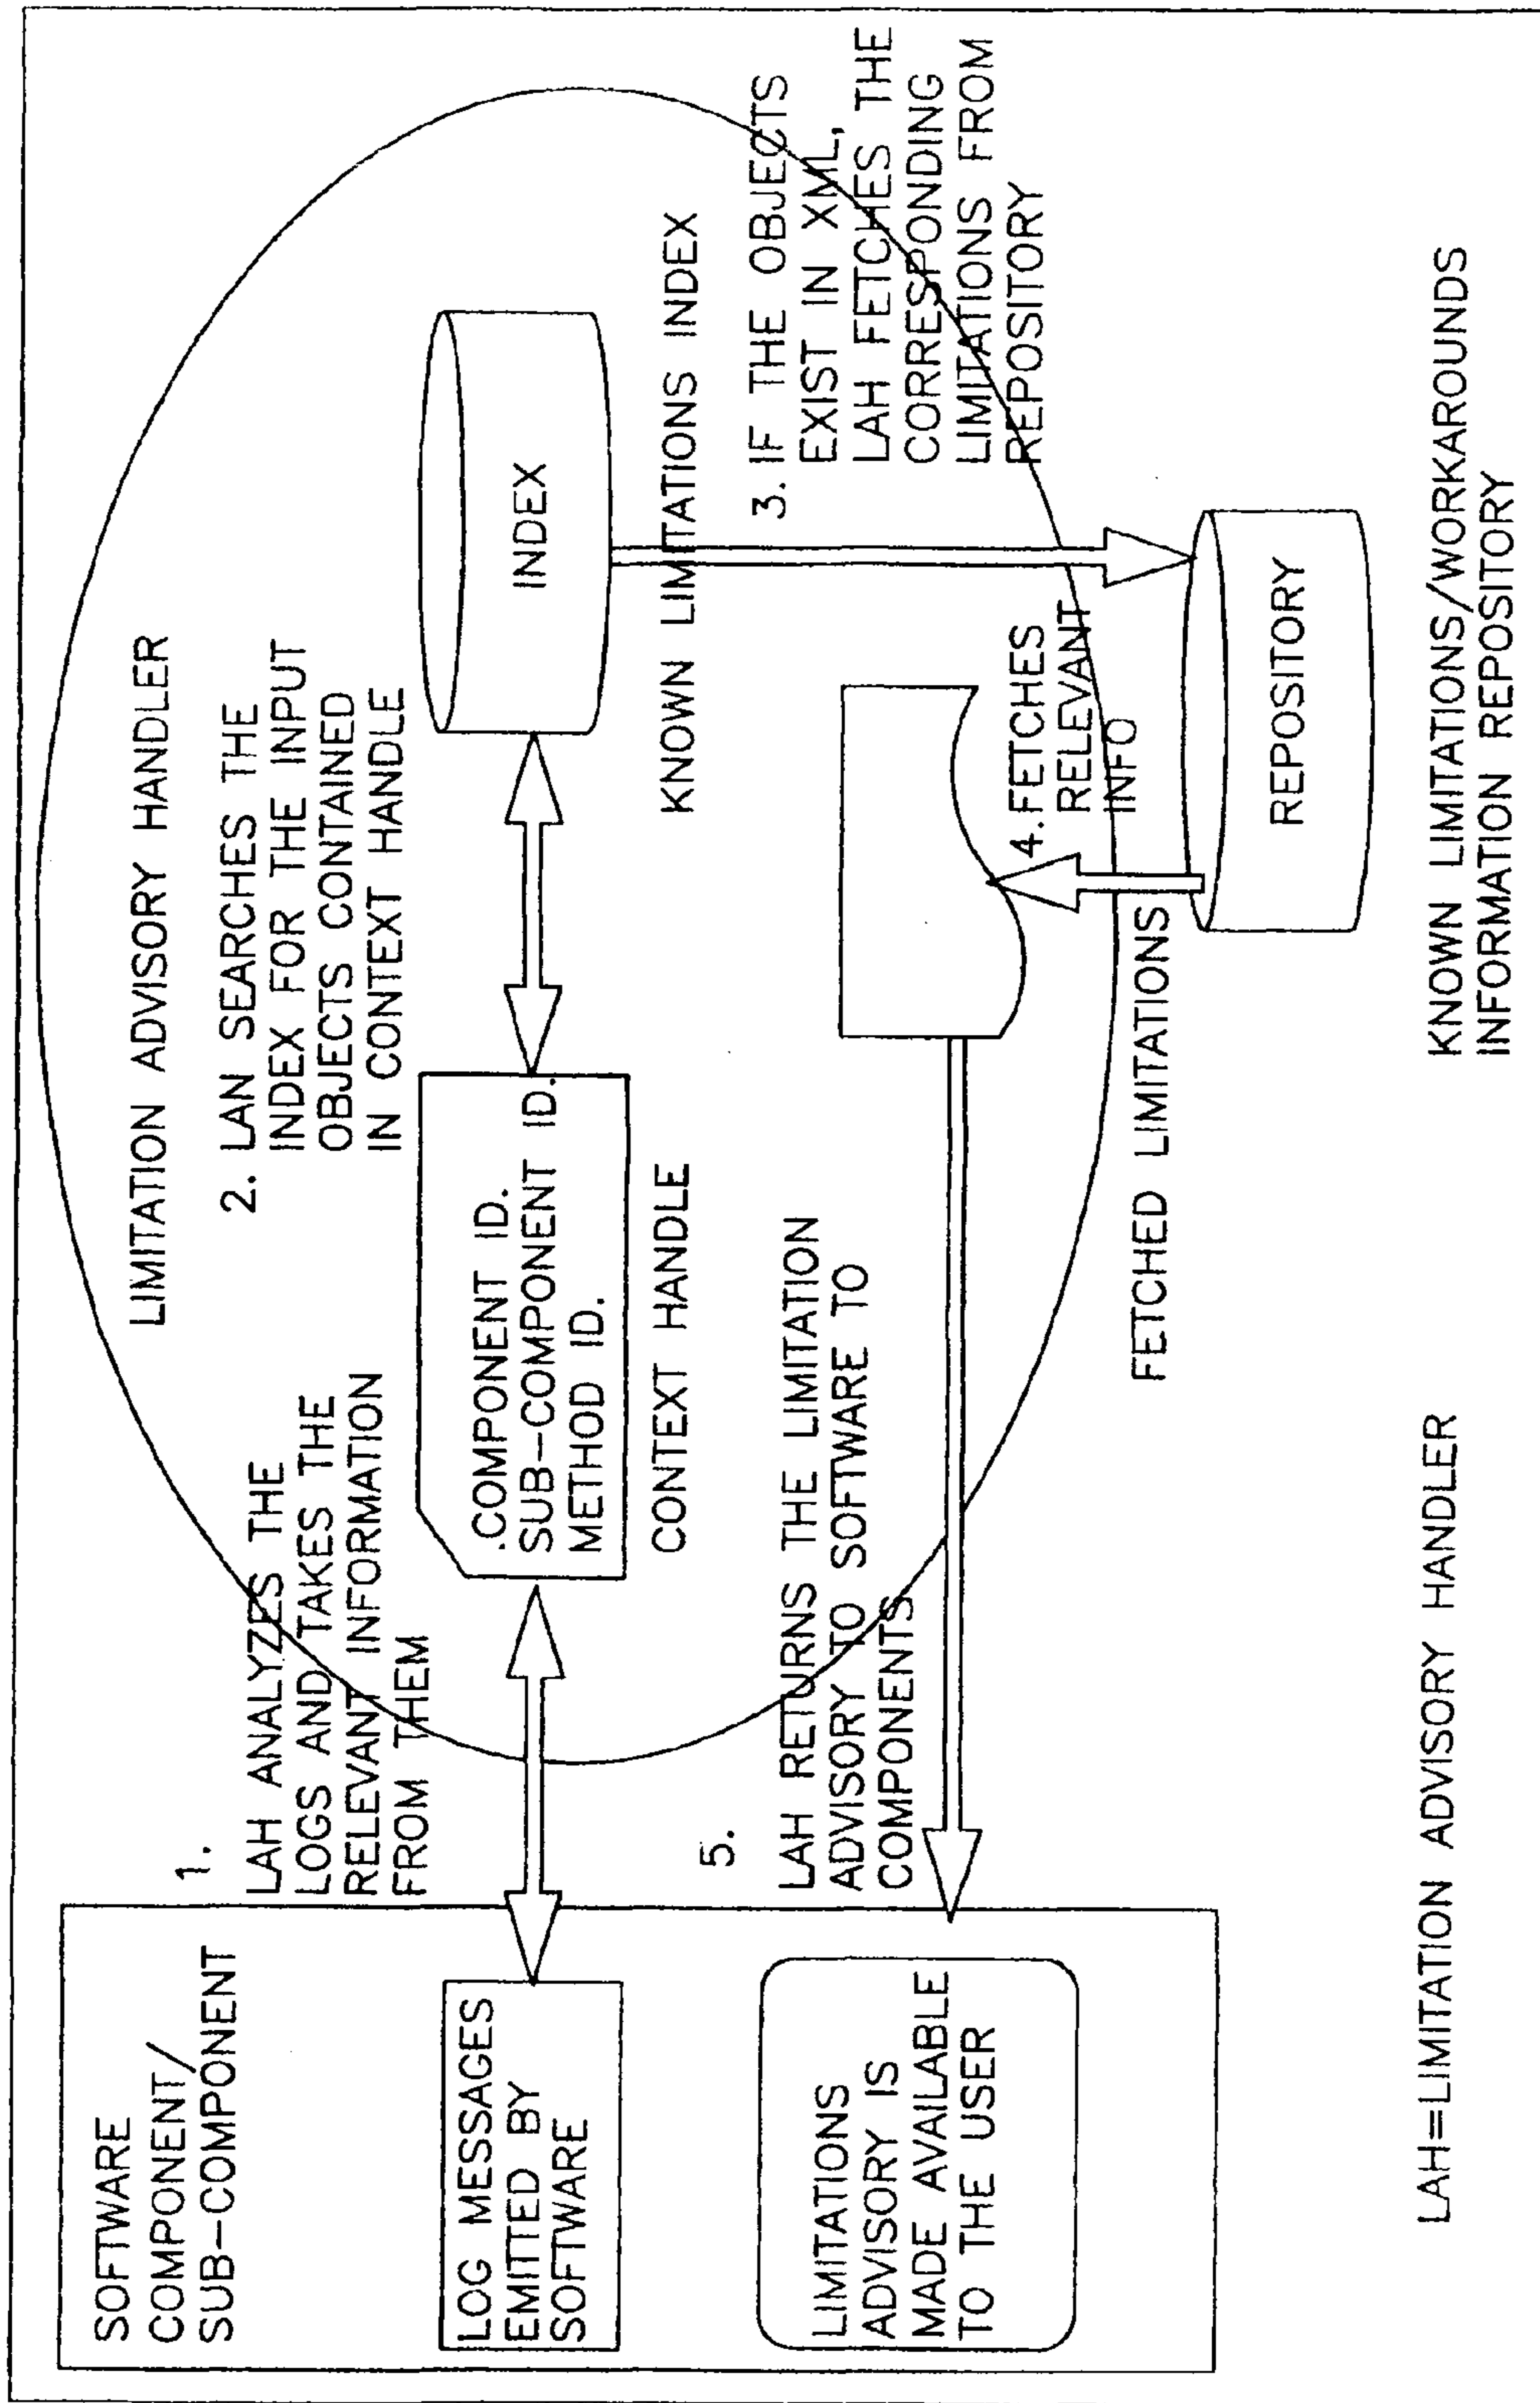 SOFTWARE
COMPONENT/
SUB-COMPONENT
LOG MESSAGES
EMITTED BY
SOFTWARE
LIMITATIONS
ADVISORY IS
MADE AVAILABLE
TO THE USER
1.
LAH ANALYZES THE
LOGS AND TAKES THE
RELEVANT INFORMATION
FROM THEM
LIMITATION ADVISORY HANDLER
2. LAN SEARCHES THE
INDEX FOR THE INPUT
OBJECTS CONTAINED
IN CONTEXT HANDLE
.COMPONENT ID.
SUB-COMPONENT ID.
METHOD ID.
CONTEXT HANDLE
INDEX
KNOWN LIMITATIONS INDEX
3. IF THE OBJECTS
EXIST IN XML,
LAH FETCHES THE
CORRESPONDING
LIMITATIONS FROM
REPOSITORY
4. FETCHES
RELEVANT
INFO
5.
LAH RETURNS THE LIMITATION
ADVISORY TO SOFTWARE TO
COMPONENTS
FETCHED LIMITATIONS
REPOSITORY
KNOWN LIMITATIONS/WORKAROUNDS
INFORMATION REPOSITORY
LAH=LIMITATION ADVISORY HANDLER